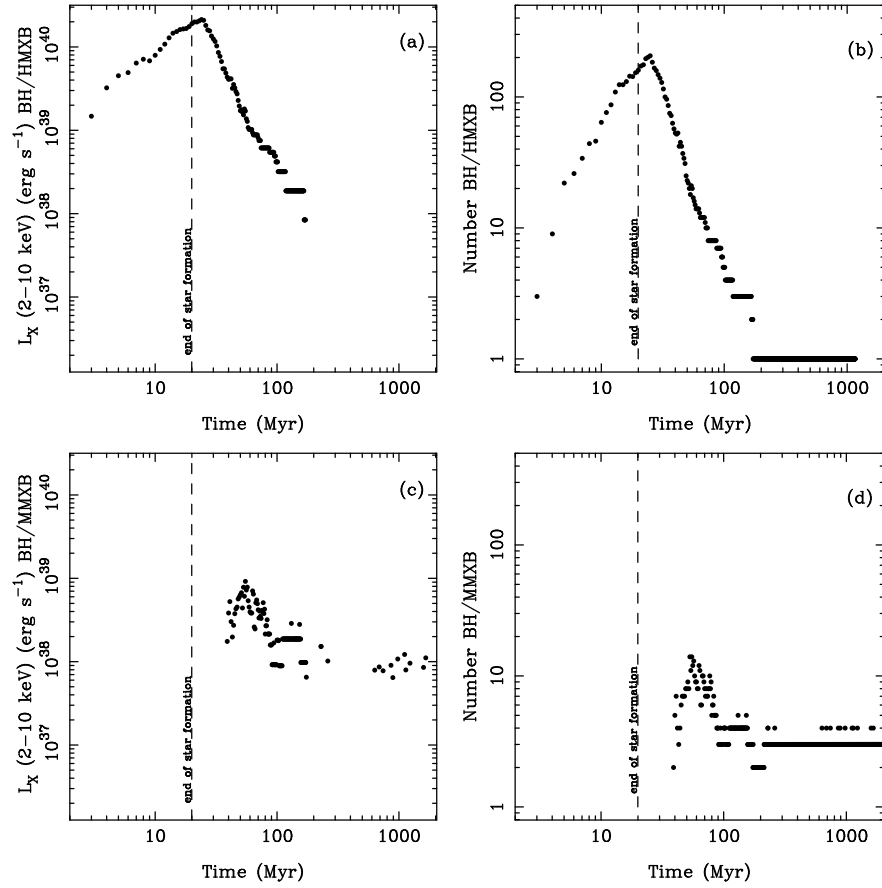 L_X (2−10 keV) (erg s^−1) BH/HMXB
10^40
10^39
10^38
10^37
(a)
end of star formation
10
100
1000
Time (Myr)
Number BH/HMXB
100
10
1
(b)
end of star formation
10
100
1000
Time (Myr)
L_X (2−10 keV) (erg s^−1) BH/MMXB
10^40
10^39
10^38
10^37
(c)
end of star formation
10
100
1000
Time (Myr)
Number BH/MMXB
100
10
1
(d)
end of star formation
10
100
1000
Time (Myr)